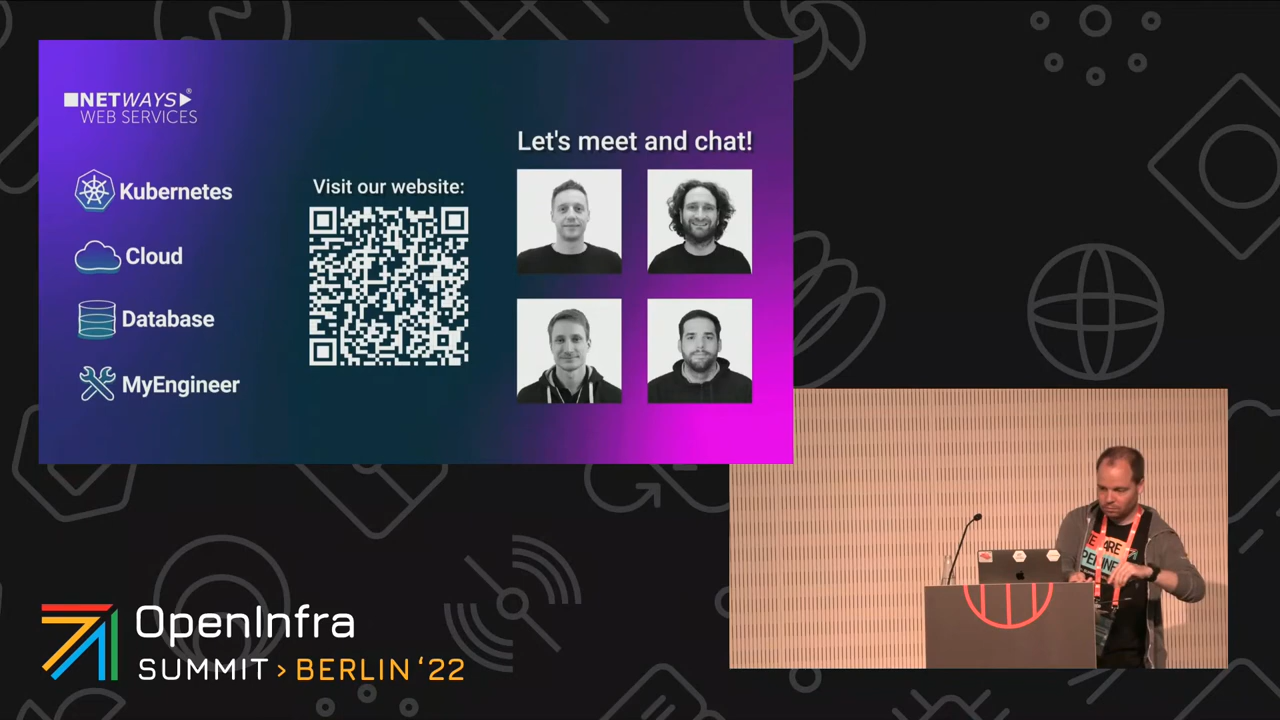 NETWAYS®
WEB SERVICES
Kubernetes
Cloud
Database
MyEngineer
Visit our website:
Let's meet and chat!
OpenInfra
SUMMIT > BERLIN ‘22